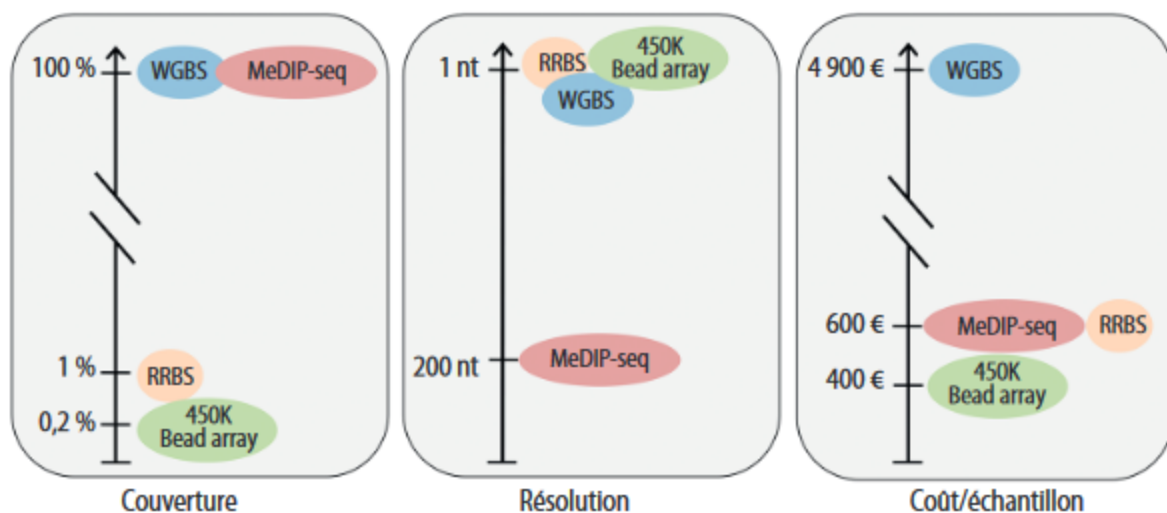 100 %
WGBS
MeDIP-seq
1 %
RRBS
0,2 %
450K
Bead array
Couverture
1 nt
RRBS
450K
Bead array
WGBS
200 nt
MeDIP-seq
Résolution
4 900 €
WGBS
600 €
MeDIP-seq
RRBS
400 €
450K
Bead array
Coût/échantillon